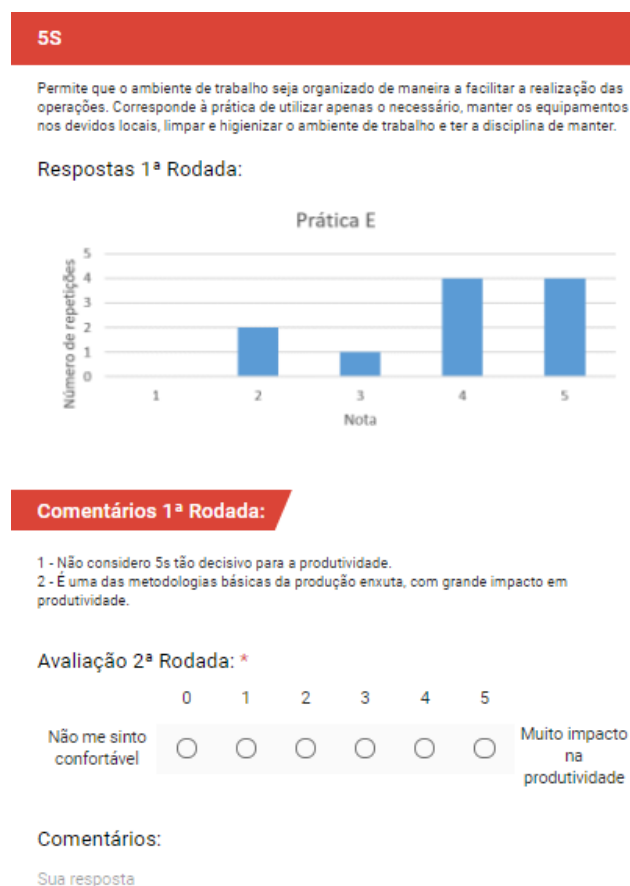 5S
Permite que o ambiente de trabalho seja organizado de maneira a facilitar a realização das
operações. Corresponde à prática de utilizar apenas o necessário, manter os equipamentos
nos devidos locais, limpar e higienizar o ambiente de trabalho e ter a disciplina de manter.
Respostas 1ª Rodada:
Prática E
Número de repetições
5
4
3
2
1
0
1 2 3 4 5
Nota
Comentários 1ª Rodada:
1 - Não considero 5s tão decisivo para a produtividade.
2 - É uma das metodologias básicas da produção enxuta, com grande impacto em
produtividade.
Avaliação 2ª Rodada: *
0 1 2 3 4 5
Não me sinto
confortável
Muito impacto
na
produtividade
Comentários:
Sua resposta